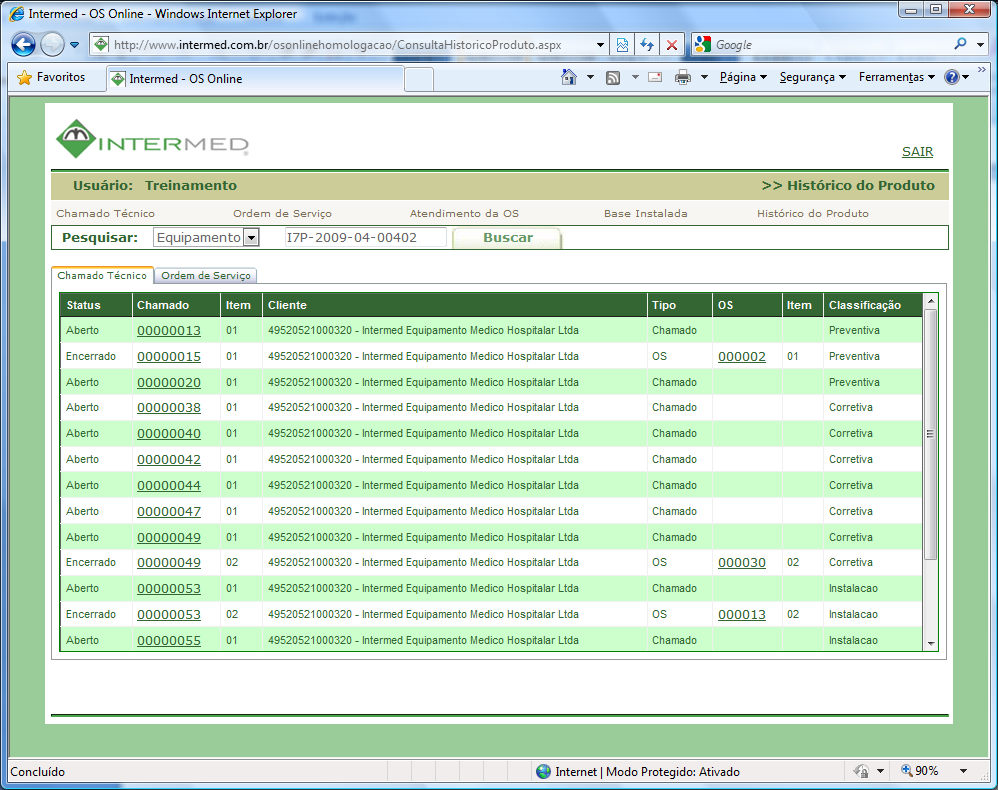 Intermed - OS Online - Windows Internet Explorer
http://www.intermed.com.br/osonlinehomologacao/ConsultaHistoricoProduto.aspx Google
Favoritos Intermed - OS Online Página Segurança Ferramentas
INTERMED
SAIR
Usuário: Treinamento >> Histórico do Produto
Chamado Técnico Ordem de Serviço Atendimento da OS Base Instalada Histórico do Produto
Pesquisar: Equipamento I7P-2009-04-00402 Buscar
Chamado Técnico Ordem de Serviço
Status Chamado Item Cliente Tipo OS Item Classificação
Aberto 00000013 01 49520521000320 - Intermed Equipamento Medico Hospitalar Ltda Chamado Preventiva
Encerrado 00000015 01 49520521000320 - Intermed Equipamento Medico Hospitalar Ltda OS 000002 01 Preventiva
Aberto 00000020 01 49520521000320 - Intermed Equipamento Medico Hospitalar Ltda Chamado Preventiva
Aberto 00000038 01 49520521000320 - Intermed Equipamento Medico Hospitalar Ltda Chamado Corretiva
Aberto 00000040 01 49520521000320 - Intermed Equipamento Medico Hospitalar Ltda Chamado Corretiva
Aberto 00000042 01 49520521000320 - Intermed Equipamento Medico Hospitalar Ltda Chamado Corretiva
Aberto 00000044 01 49520521000320 - Intermed Equipamento Medico Hospitalar Ltda Chamado Corretiva
Aberto 00000047 01 49520521000320 - Intermed Equipamento Medico Hospitalar Ltda Chamado Corretiva
Aberto 00000049 01 49520521000320 - Intermed Equipamento Medico Hospitalar Ltda Chamado Corretiva
Encerrado 00000049 02 49520521000320 - Intermed Equipamento Medico Hospitalar Ltda OS 000030 02 Corretiva
Aberto 00000053 01 49520521000320 - Intermed Equipamento Medico Hospitalar Ltda Chamado Instalacao
Encerrado 00000053 02 49520521000320 - Intermed Equipamento Medico Hospitalar Ltda OS 000013 02 Instalacao
Aberto 00000055 01 49520521000320 - Intermed Equipamento Medico Hospitalar Ltda Chamado Instalacao
Concluído Internet | Modo Protegido: Ativado 90%